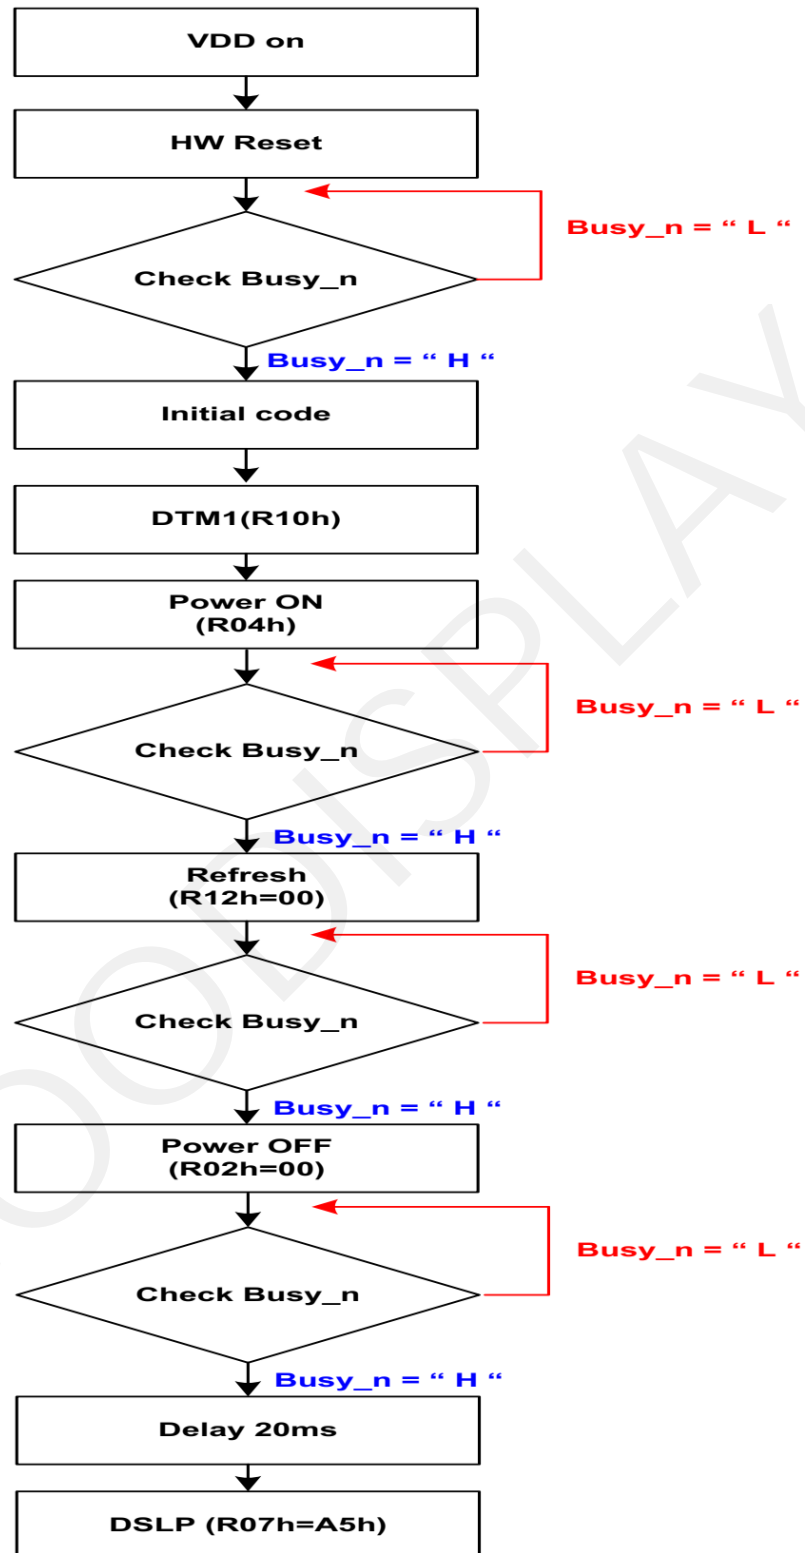 VDD on
HW Reset
Busy_n = “ L “
Check Busy_n
Busy_n = “ H “
Initial code
DTM1(R10h)
Power ON
(R04h)
Busy_n = “ L “
Check Busy_n
Busy_n = “ H “
Refresh
(R12h=00)
Busy_n = “ L “
Check Busy_n
Busy_n = “ H “
Power OFF
(R02h=00)
Busy_n = “ L “
Check Busy_n
Busy_n = “ H “
Delay 20ms
DSLP (R07h=A5h)
OODISPLAY